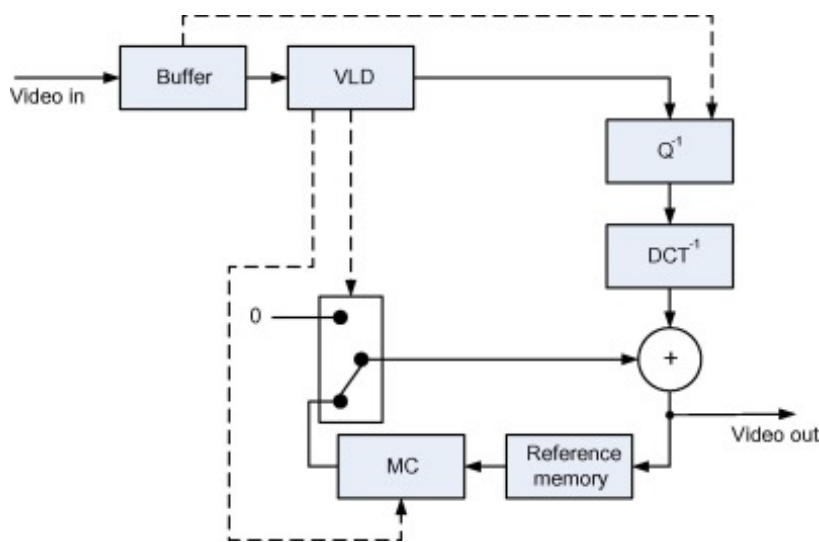 Buffer
VLD
Video in
Q⁻¹
DCT⁻¹
0
+
Video out
MC
Reference
memory